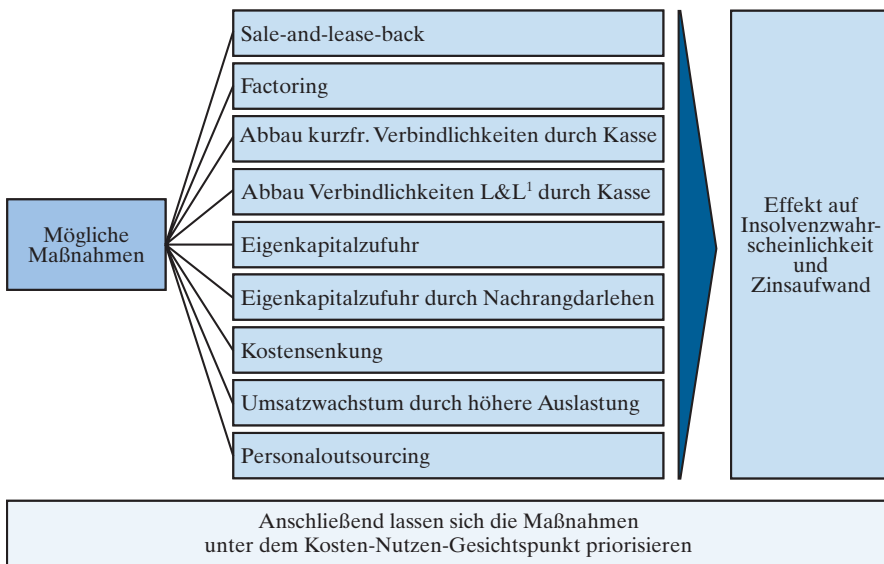 Sale-and-lease-back
Factoring
Abbau kurzfr. Verbindlichkeiten durch Kasse
Abbau Verbindlichkeiten L&L¹ durch Kasse
Mögliche
Maßnahmen
Eigenkapitalzufuhr
Eigenkapitalzufuhr durch Nachrangdarlehen
Kostensenkung
Umsatzwachstum durch höhere Auslastung
Personaloutsourcing
Effekt auf
Insolvenzwahr-
scheinlichkeit
und
Zinsaufwand
Anschließend lassen sich die Maßnahmen
unter dem Kosten-Nutzen-Gesichtspunkt priorisieren